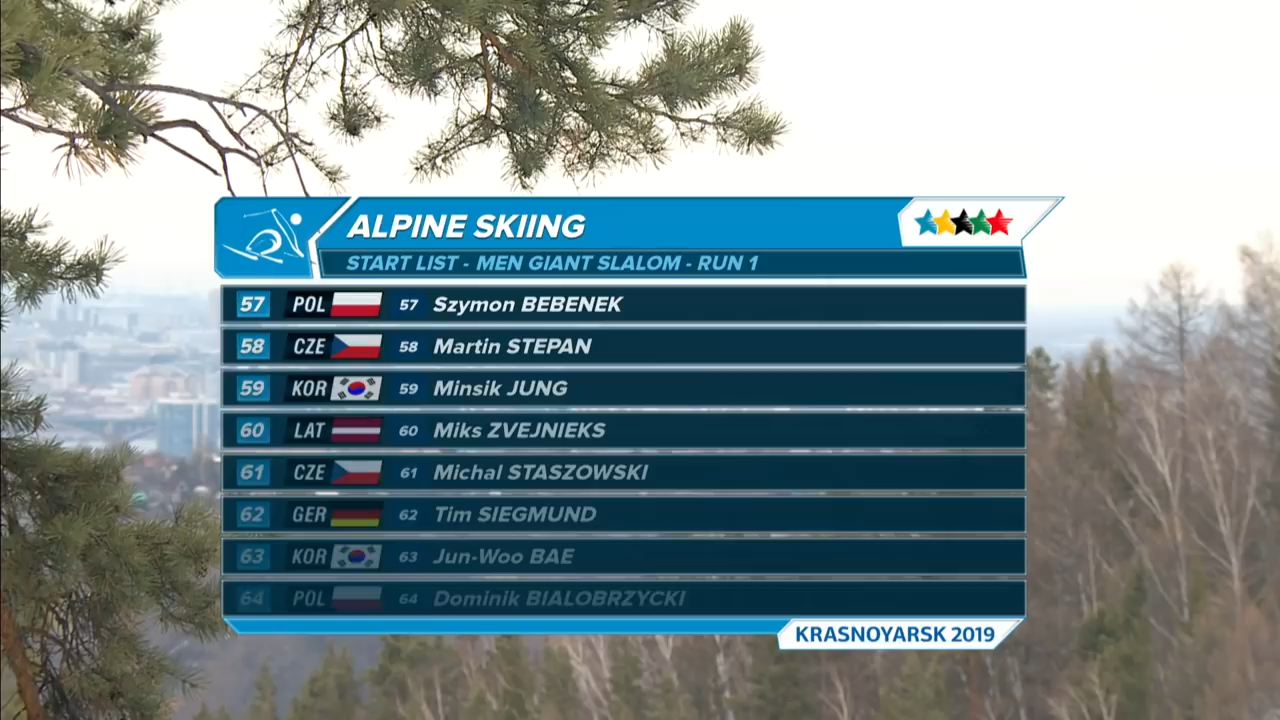 ALPINE SKIING
START LIST - MEN GIANT SLALOM - RUN 1
57 POL 57 Szymon BEBENEK
58 CZE 58 Martin STEPAN
59 KOR 59 Minsik JUNG
60 LAT 60 Miks ZVEJNIEKS
61 CZE 61 Michal STASZOWSKI
62 GER 62 Tim SIEGMUND
63 KOR 63 Jun-Woo BAE
64 POL 64 Dominik BIALOBRZYCKI
KRASNOYARSK 2019